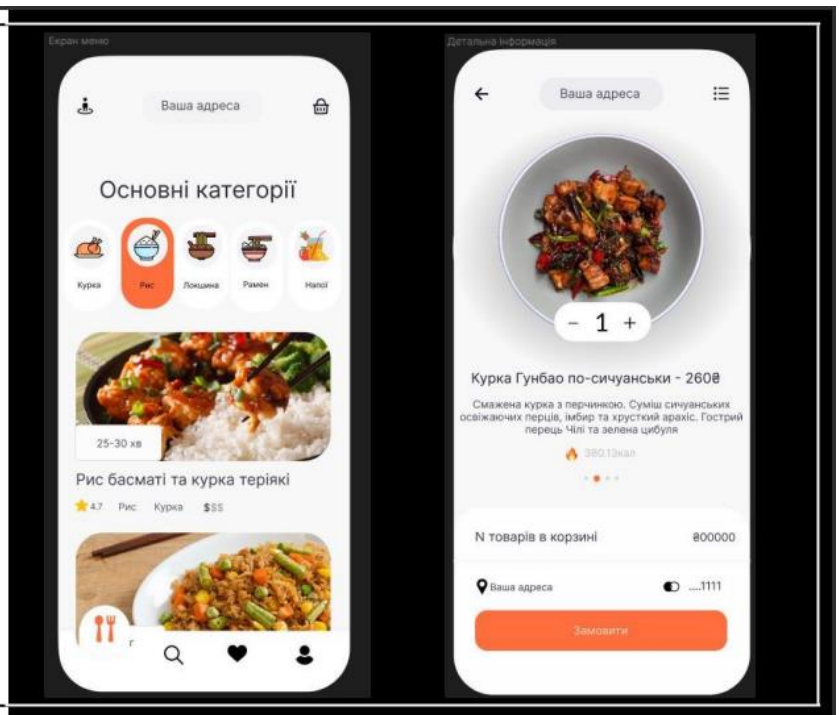 Екран меню
Ваша адреса
Основні категорії
Курка
Рис
Локшина
Рамен
Напої
25-30 хв
Рис басматі та курка теріякі
4.7 Рис Курка $$$
Детальна інформація
Ваша адреса
- 1 +
Курка Гунбао по-сичуанськи - 260₴
Смажена курка з перчинкою. Суміш сичуанських
освіжаючих перців, імбир та хрусткий арахіс. Гострий
перець Чілі та зелена цибуля
380.13кал
N товарів в корзині ₴00000
Ваша адреса ....1111
Замовити